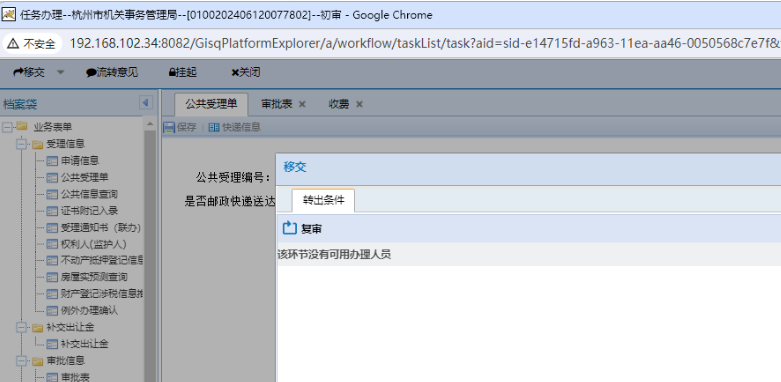 任务办理--杭州市机关事务管理局--[0100202406120077802]--初审 - Google Chrome
不安全 192.168.102.34:8082/GisqPlatformExplorer/a/workflow/taskList/task?aid=sid-e14715fd-a963-11ea-aa46-0050568c7e7f&
移交 流转意见 挂起 关闭
档案袋
公共受理单 审批表 收费
保存 快递信息
业务表单
受理信息
申请信息
公共受理单
公共信息查询
证书附记入录
受理通知书（联办）
权利人(监护人)
不动产抵押登记信息
房屋实预测查询
财产登记涉税信息推
例外办理确认
补交出让金
补交出让金
审批信息
审批表
公共受理编号：
是否邮政快递送达
移交
转出条件
复审
该环节没有可用办理人员